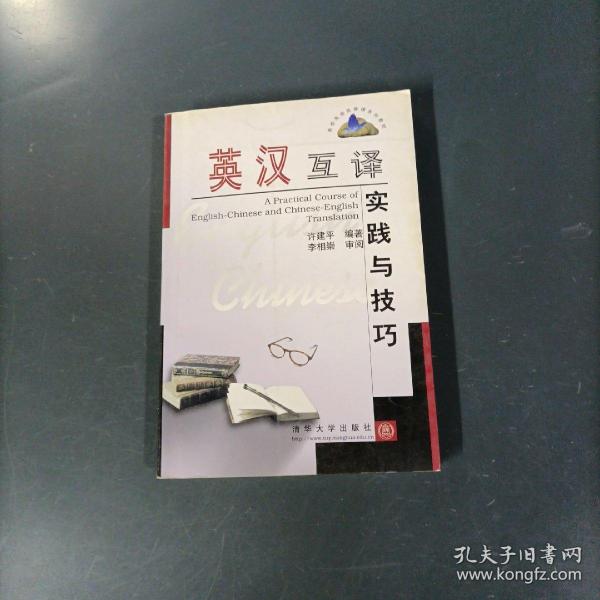 英汉互译
A Practical Course of
English-Chinese and Chinese-English
Translation
许建平 编著
李相崇 审阅
实践与技巧
Chinese
清华大学出版社
孔夫子旧书网
www.kongfz.com